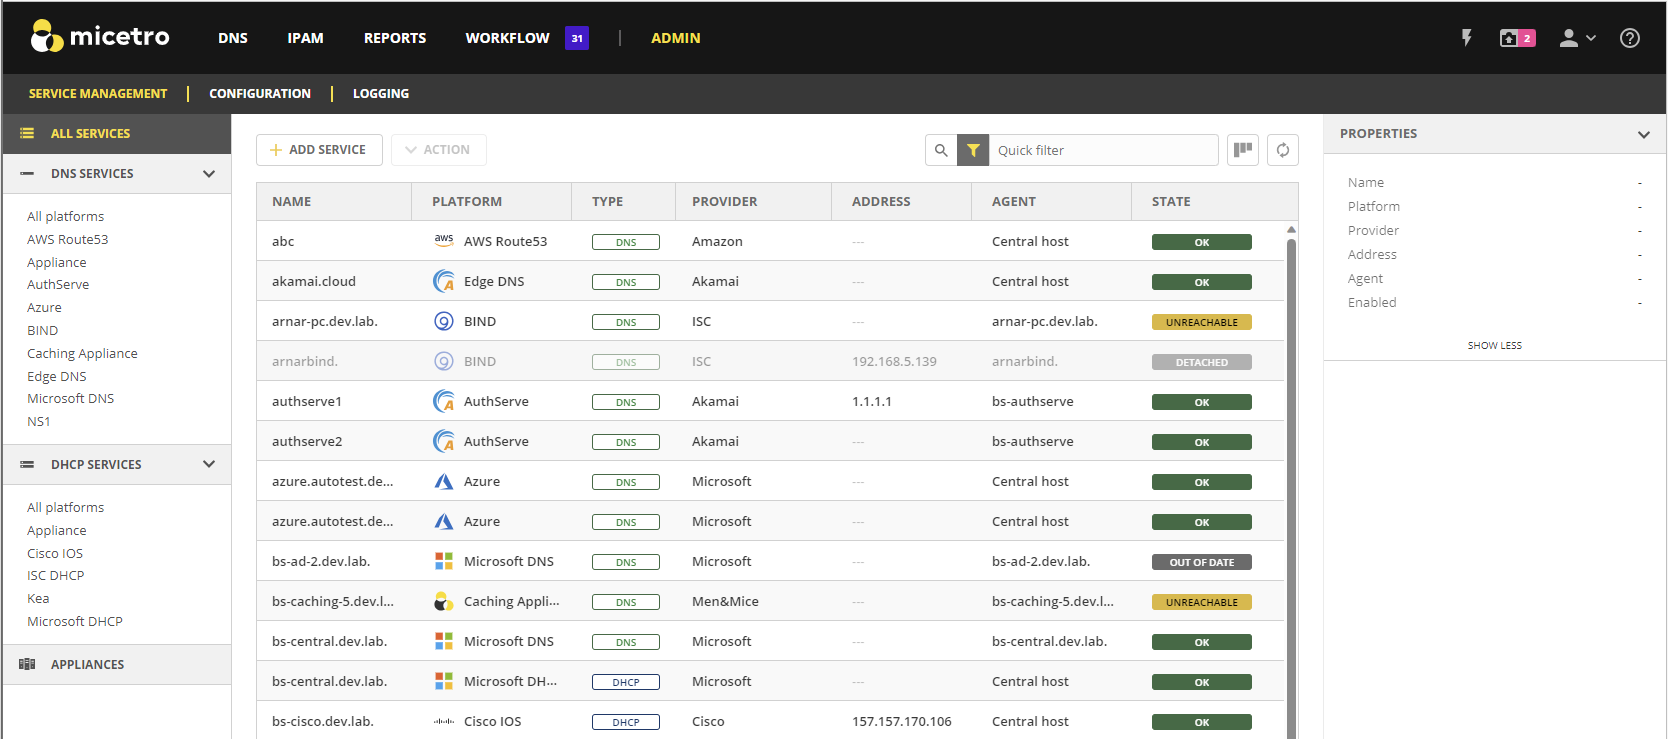 micetro DNS IPAM REPORTS WORKFLOW 31 | ADMIN 2
SERVICE MANAGEMENT | CONFIGURATION | LOGGING
ALL SERVICES
DNS SERVICES
All platforms
AWS Route53
Appliance
AuthServe
Azure
BIND
Caching Appliance
Edge DNS
Microsoft DNS
NS1
DHCP SERVICES
All platforms
Appliance
Cisco IOS
ISC DHCP
Kea
Microsoft DHCP
APPLIANCES
ADD SERVICE ACTION Quick filter
NAME PLATFORM TYPE PROVIDER ADDRESS AGENT STATE
abc aws AWS Route53 DNS Amazon --- Central host OK
akamai.cloud Edge DNS DNS Akamai --- Central host OK
arnar-pc.dev.lab. BIND DNS ISC --- arnar-pc.dev.lab. UNREACHABLE
arnarbind. BIND DNS ISC 192.168.5.139 arnarbind. DETACHED
authserve1 AuthServe DNS Akamai 1.1.1.1 bs-authserve OK
authserve2 AuthServe DNS Akamai --- bs-authserve OK
azure.autotest.de... Azure DNS Microsoft --- Central host OK
azure.autotest.de... Azure DNS Microsoft --- Central host OK
bs-ad-2.dev.lab. Microsoft DNS DNS Microsoft --- bs-ad-2.dev.lab. OUT OF DATE
bs-caching-5.dev.l... Caching Appli... DNS Men&Mice --- bs-caching-5.dev.l... UNREACHABLE
bs-central.dev.lab. Microsoft DNS DNS Microsoft --- bs-central.dev.lab. OK
bs-central.dev.lab. Microsoft DH... DHCP Microsoft --- Central host OK
bs-cisco.dev.lab. Cisco IOS DHCP Cisco 157.157.170.106 Central host OK
PROPERTIES
Name -
Platform -
Provider -
Address -
Agent -
Enabled -
SHOW LESS